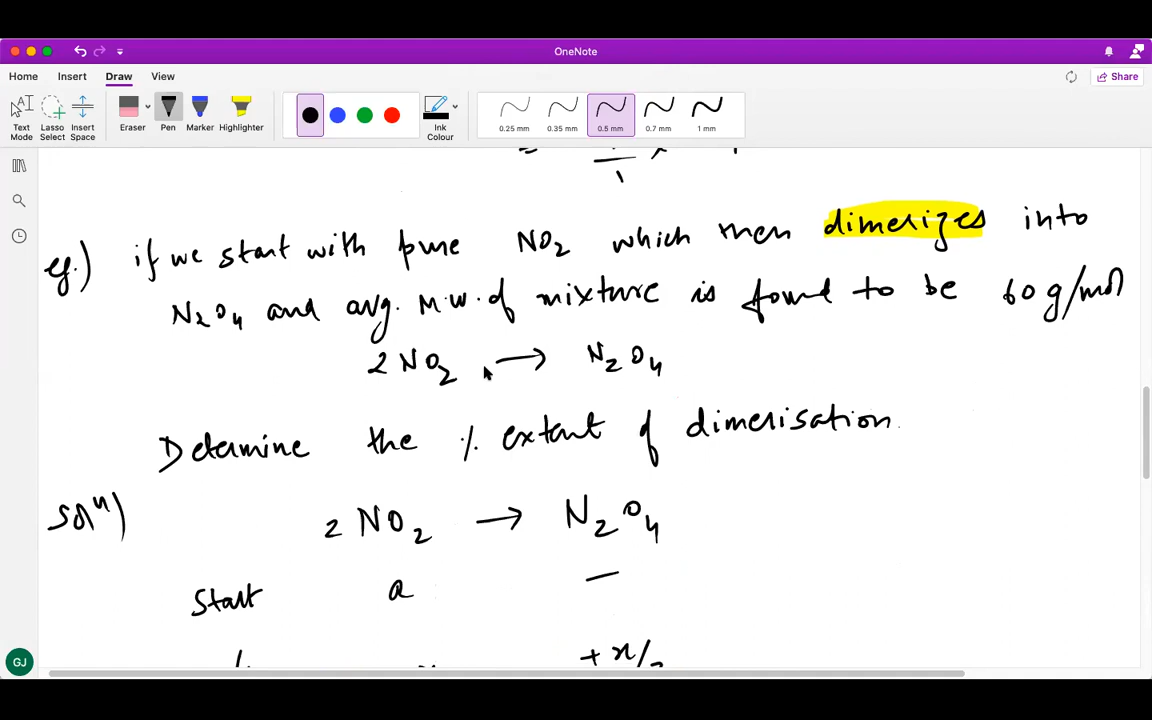 OneNote
Home Insert Draw View
Share
Text Mode
Lasso Select
Insert Space
Eraser
Pen
Marker
Highlighter
Ink Colour
0.25 mm
0.35 mm
0.5 mm
0.7 mm
1 mm
eg.) if we start with pure NO2 which then dimerizes into
N2O4 and avg. M.W. of mixture is found to be 60 g/mol
2 NO2 → N2O4
Determine the % extent of dimerisation.
Solⁿ) 2 NO2 → N2O4
Start a —
+ x/2
GJ